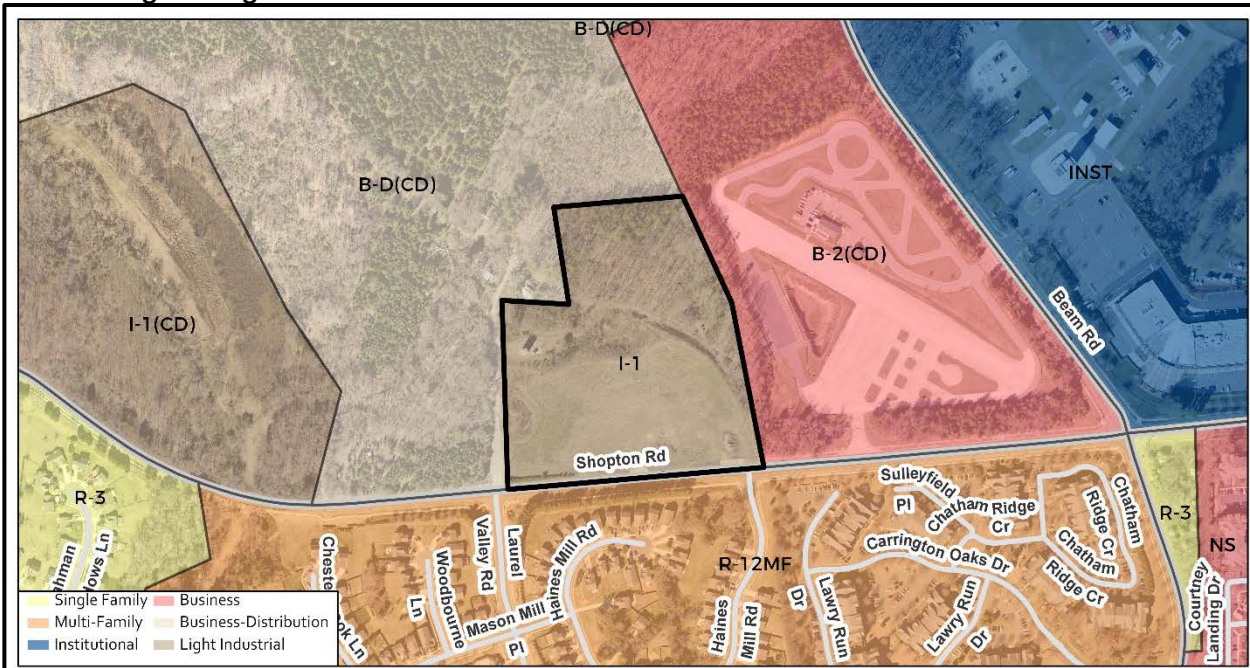 B-D(CD)
B-D(CD)
INST
I-1(CD)
B-2(CD)
Beam Rd
I-1
Shopton Rd
R-3
Sulleyfield
Pl
Chatham Ridge
Cr
Chatham
Ridge Cr
Chatham
Ridge Cr
R-3
NS
Carrington Oaks Dr
Valley Rd
Laurel
Pl
Haines Mill Rd
R-12MF
Woodbourne
Ln
Mason Mill
Haines
Mill Rd
Lawry Run
Dr
Lawry Run
Dr
Courtney
Landing Dr
Single Family
Business
Multi-Family
Business-Distribution
Institutional
Light Industrial